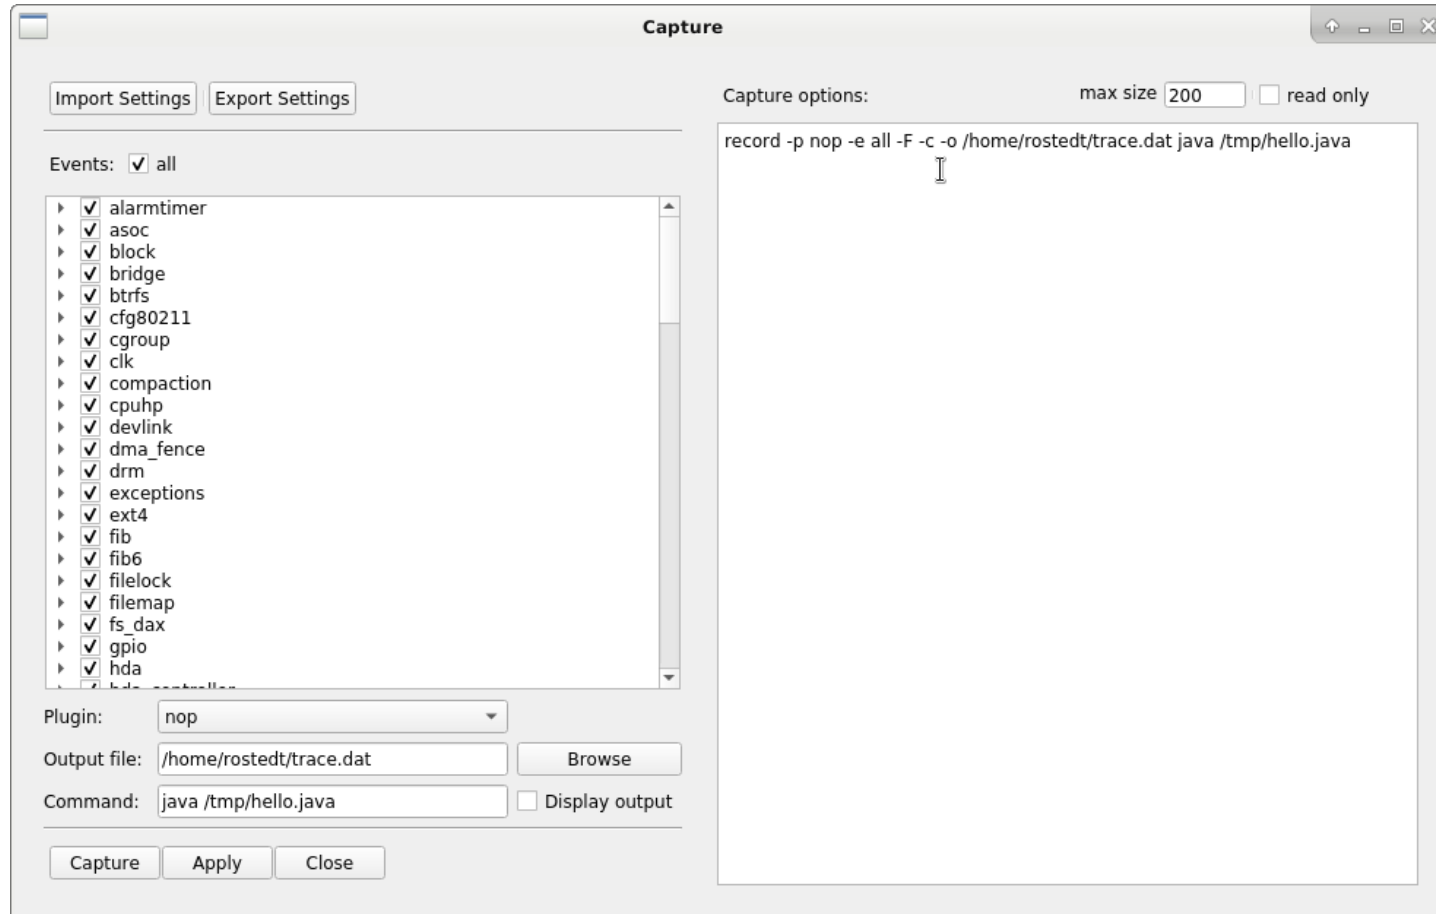 Capture
Import Settings Export Settings
Capture options: max size 200 read only
record -p nop -e all -F -c -o /home/rostedt/trace.dat java /tmp/hello.java
Events: all
alarmtimer
asoc
block
bridge
btrfs
cfg80211
cgroup
clk
compaction
cpuhp
devlink
dma_fence
drm
exceptions
ext4
fib
fib6
filelock
filemap
fs_dax
gpio
hda
hda_controller
Plugin: nop
Output file: /home/rostedt/trace.dat Browse
Command: java /tmp/hello.java Display output
Capture Apply Close